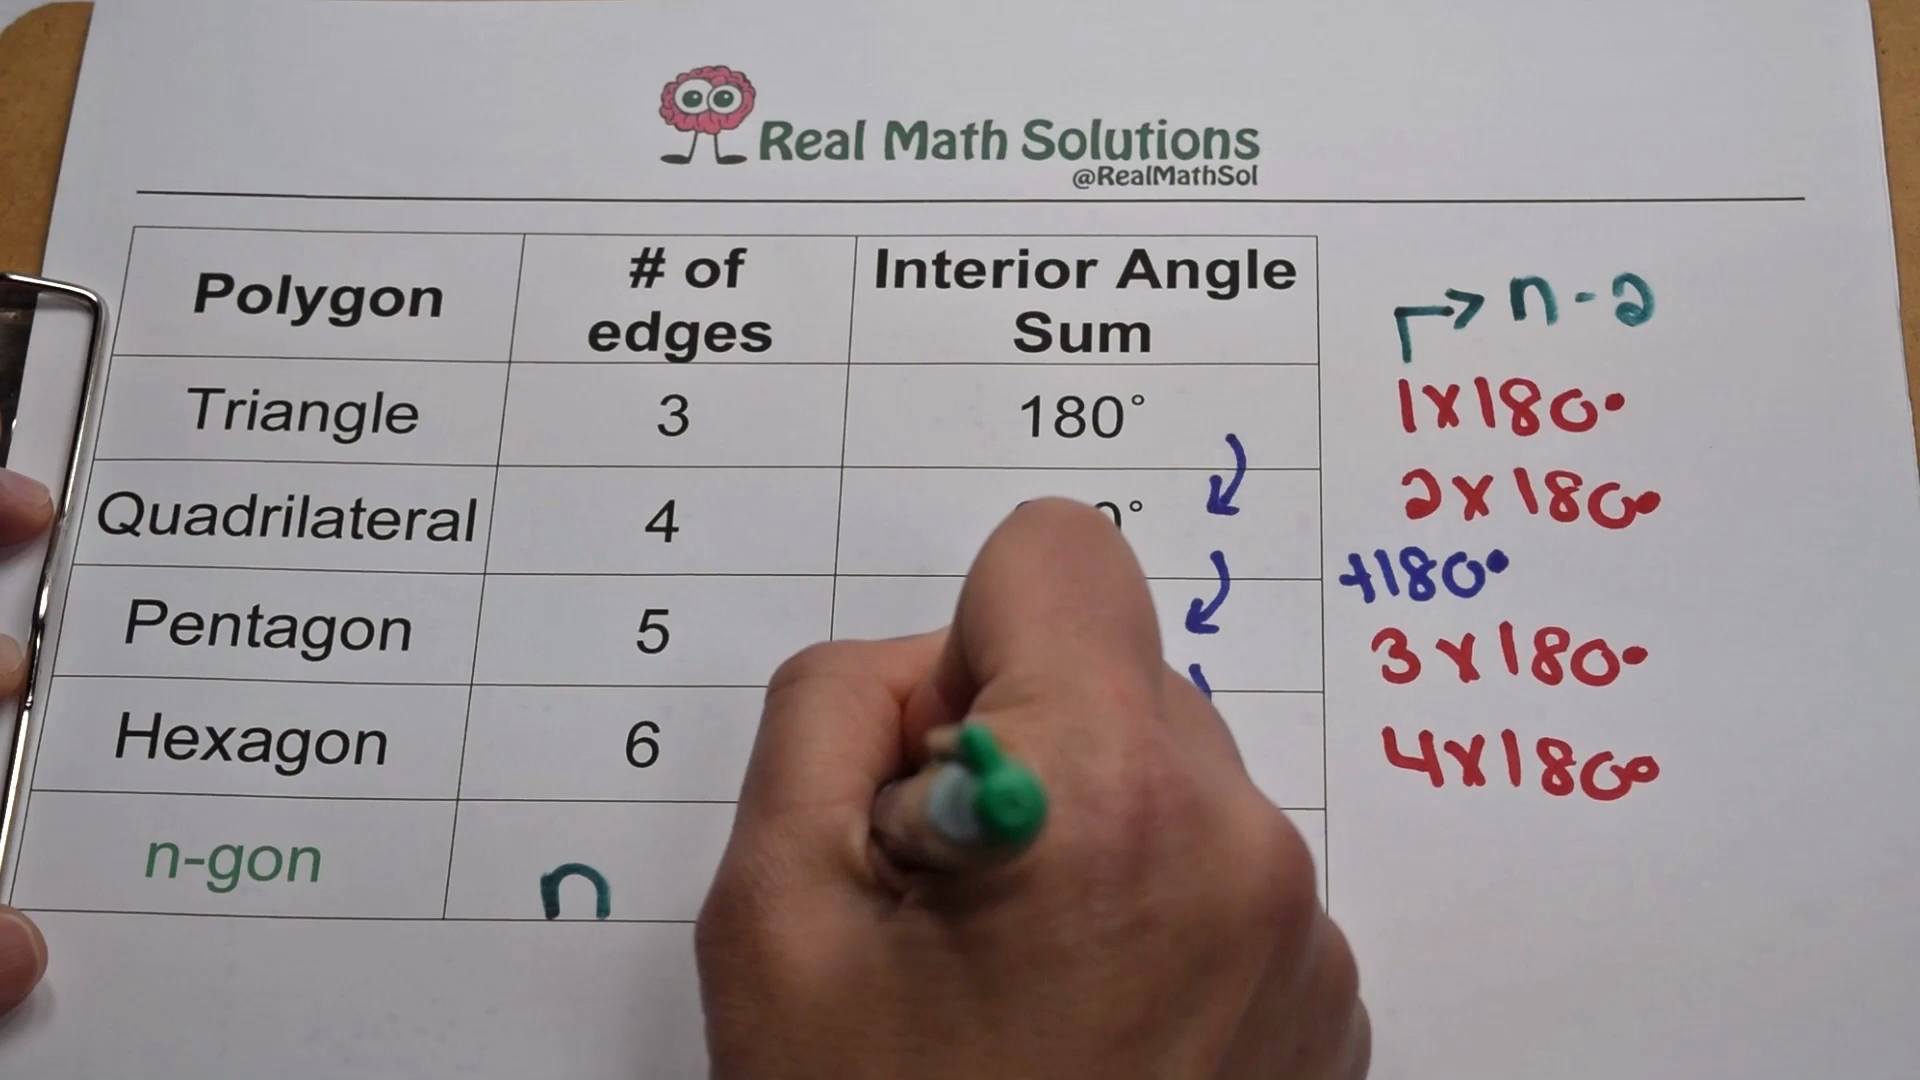 Real Math Solutions
@RealMathSol
Polygon # of edges Interior Angle Sum
n-2
Triangle 3 180° 1x180°
Quadrilateral 4 2x180°
+180°
Pentagon 5 3x180°
Hexagon 6 4x180°
n-gon n